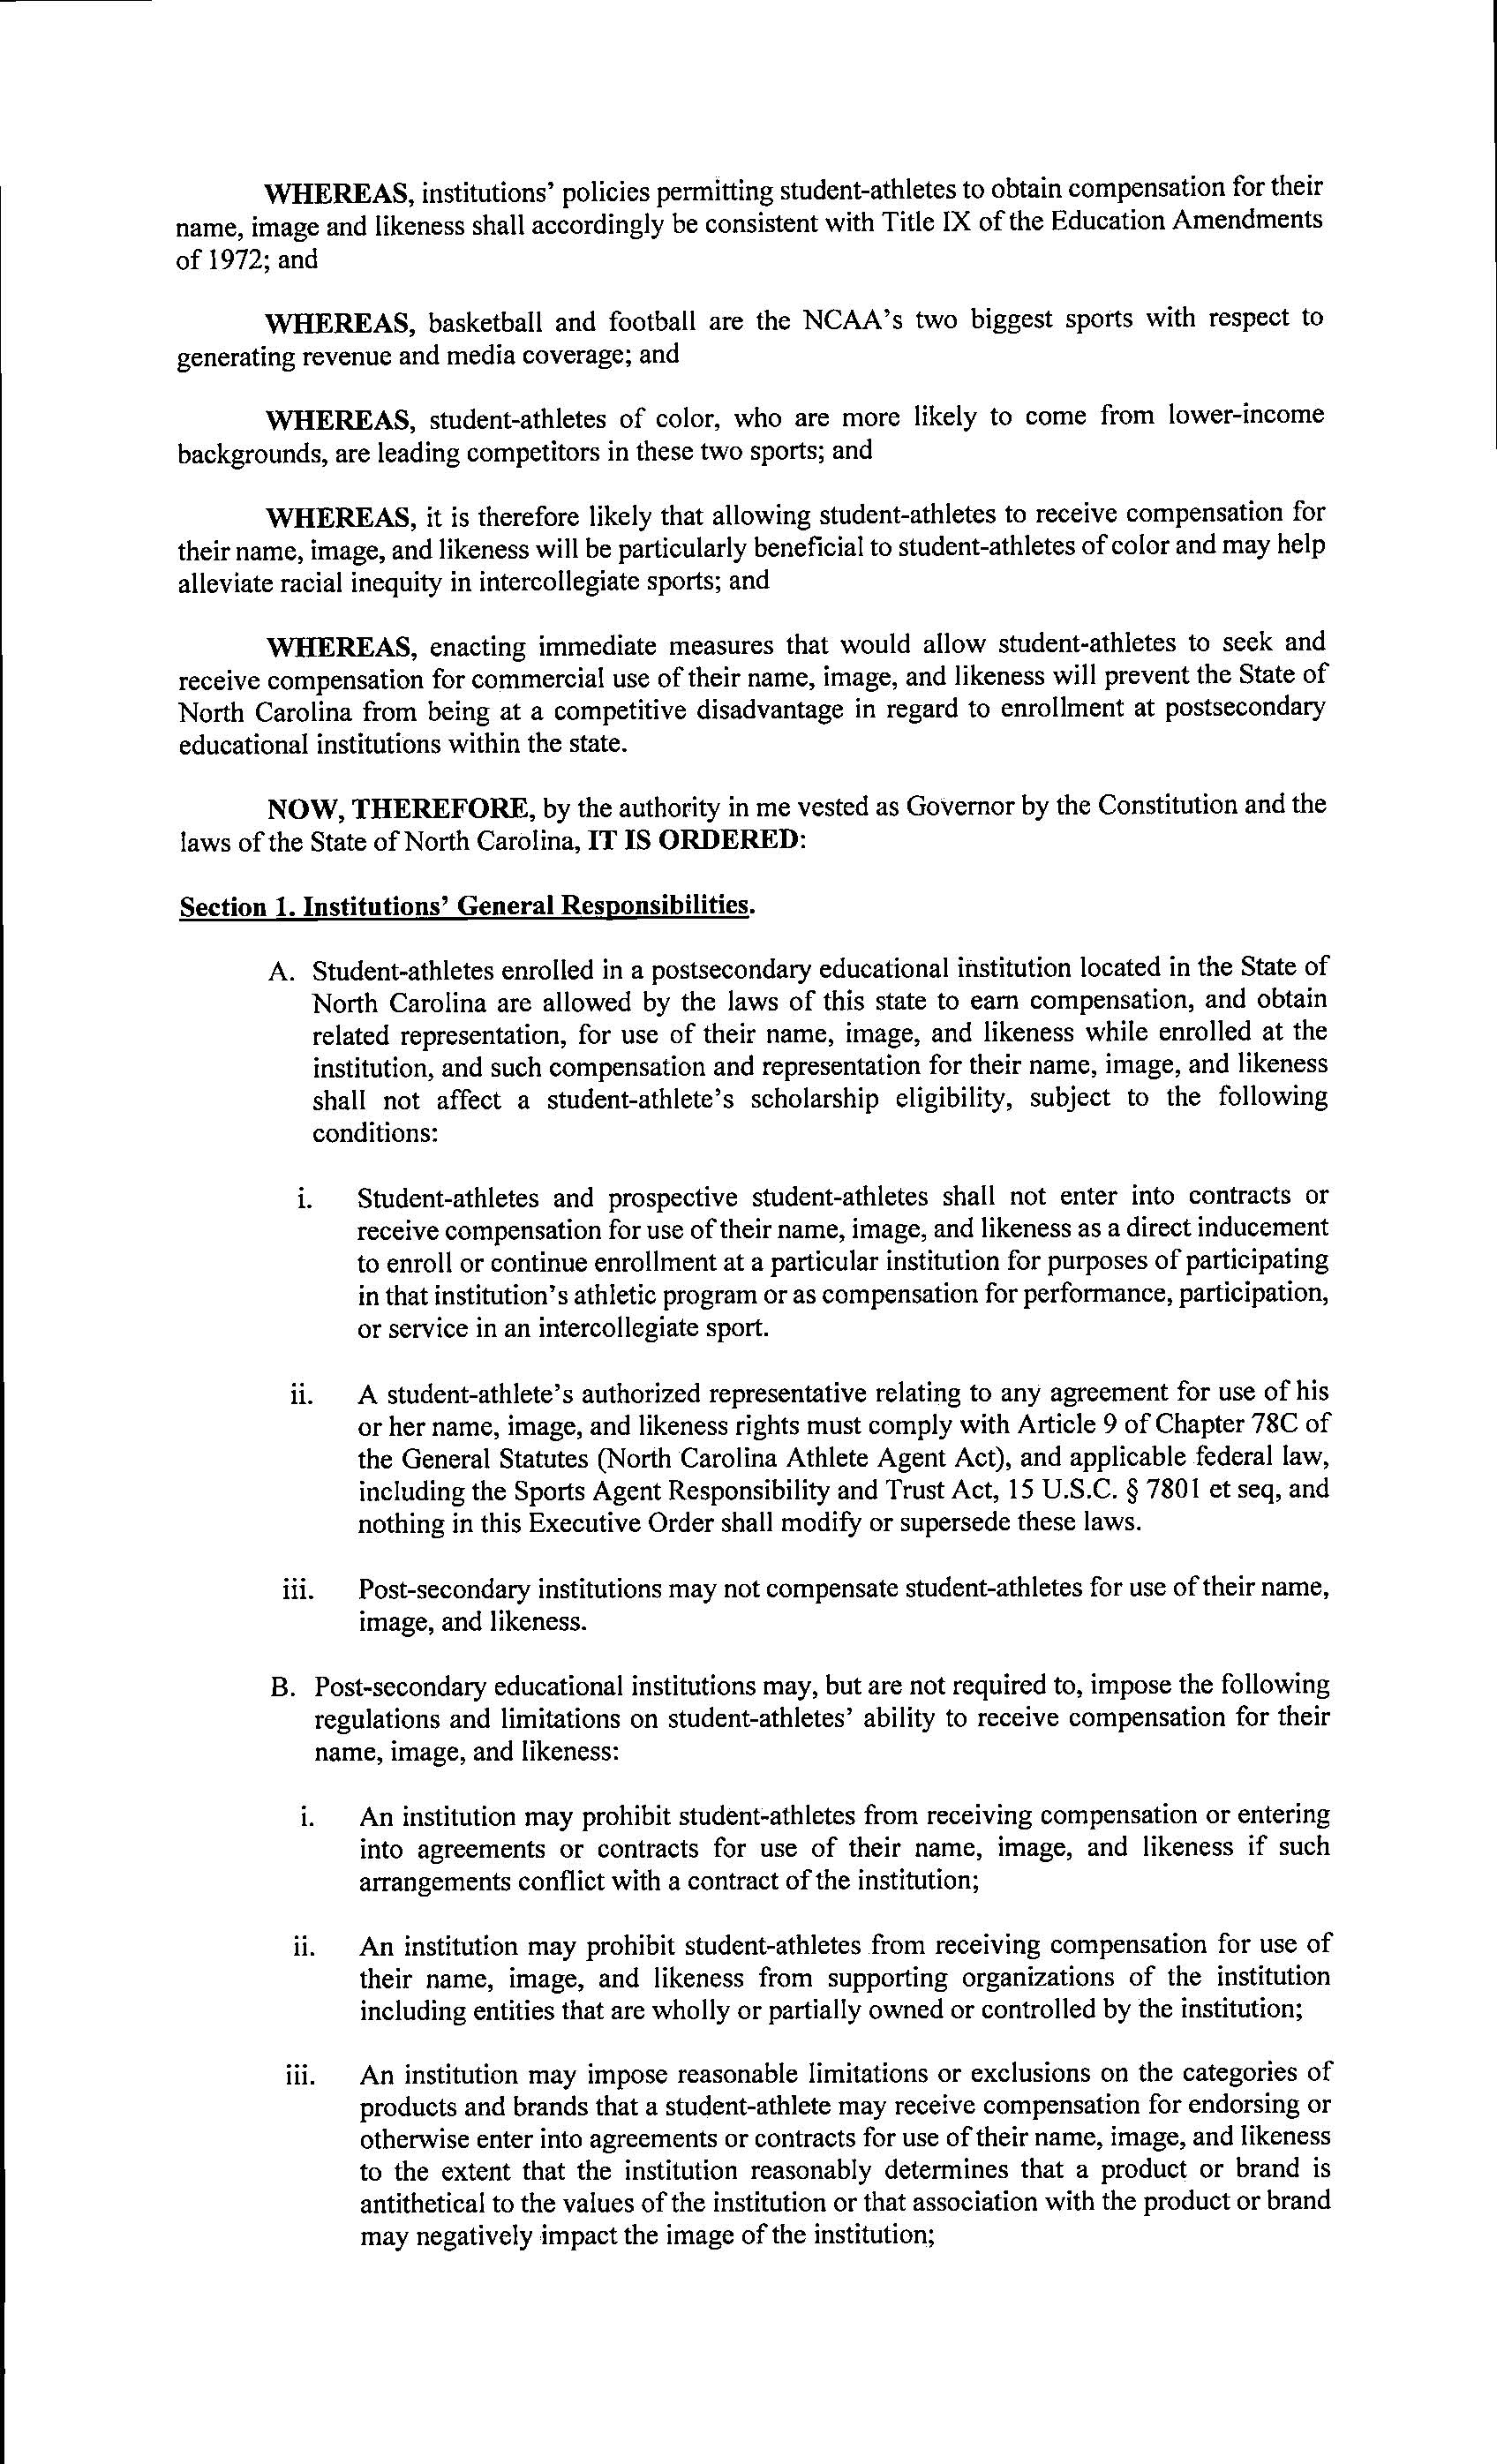 WHEREAS, institutions’ policies permitting student-athletes to obtain compensation for their
name, image and likeness shall accordingly be consistent with Title IX of the Education Amendments
of 1972; and
WHEREAS, basketball and football are the NCAA’s two biggest sports with respect to
generating revenue and media coverage; and
WHEREAS, student-athletes of color, who are more likely to come from lower-income
backgrounds, are leading competitors in these two sports; and
WHEREAS, it is therefore likely that allowing student-athletes to receive compensation for
their name, image, and likeness will be particularly beneficial to student-athletes of color and may help
alleviate racial inequity in intercollegiate sports; and
WHEREAS, enacting immediate measures that would allow student-athletes to seek and
receive compensation for commercial use of their name, image, and likeness will prevent the State of
North Carolina from being at a competitive disadvantage in regard to enrollment at postsecondary
educational institutions within the state.
NOW, THEREFORE, by the authority in me vested as Governor by the Constitution and the
laws of the State of North Carolina, IT IS ORDERED:
Section 1. Institutions’ General Responsibilities.
A. Student-athletes enrolled in a postsecondary educational institution located in the State of
North Carolina are allowed by the laws of this state to earn compensation, and obtain
related representation, for use of their name, image, and likeness while enrolled at the
institution, and such compensation and representation for their name, image, and likeness
shall not affect a student-athlete’s scholarship eligibility, subject to the following
conditions:
i. Student-athletes and prospective student-athletes shall not enter into contracts or
receive compensation for use of their name, image, and likeness as a direct inducement
to enroll or continue enrollment at a particular institution for purposes of participating
in that institution’s athletic program or as compensation for performance, participation,
or service in an intercollegiate sport.
ii. A student-athlete’s authorized representative relating to any agreement for use of his
or her name, image, and likeness rights must comply with Article 9 of Chapter 78C of
the General Statutes (North Carolina Athlete Agent Act), and applicable federal law,
including the Sports Agent Responsibility and Trust Act, 15 U.S.C. § 7801 et seq, and
nothing in this Executive Order shall modify or supersede these laws.
iii. Post-secondary institutions may not compensate student-athletes for use of their name,
image, and likeness.
B. Post-secondary educational institutions may, but are not required to, impose the following
regulations and limitations on student-athletes’ ability to receive compensation for their
name, image, and likeness:
i. An institution may prohibit student-athletes from receiving compensation or entering
into agreements or contracts for use of their name, image, and likeness if such
arrangements conflict with a contract of the institution;
ii. An institution may prohibit student-athletes from receiving compensation for use of
their name, image, and likeness from supporting organizations of the institution
including entities that are wholly or partially owned or controlled by the institution;
iii. An institution may impose reasonable limitations or exclusions on the categories of
products and brands that a student-athlete may receive compensation for endorsing or
otherwise enter into agreements or contracts for use of their name, image, and likeness
to the extent that the institution reasonably determines that a product or brand is
antithetical to the values of the institution or that association with the product or brand
may negatively impact the image of the institution;